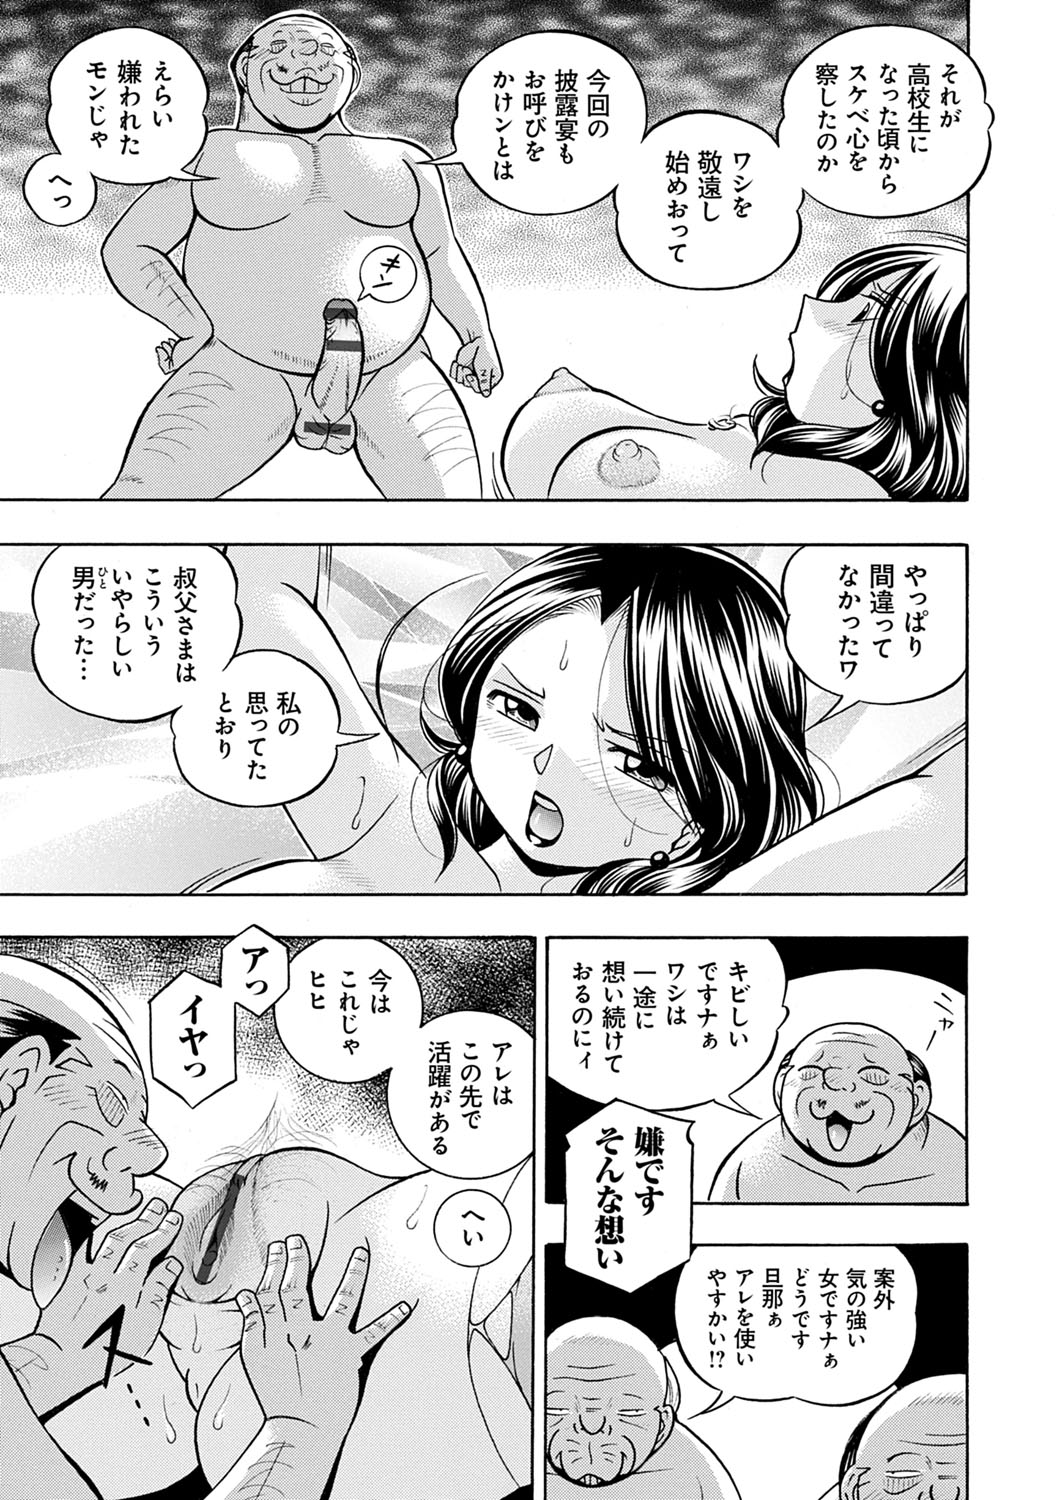 それが
高校生に
なった頃から
スケベ心を
察したのか
ワシを
敬遠し
始めおって
今回の
披露宴も
お呼びを
かけンとは
えらい
嫌われた
モンじゃ
へっ
やっぱり
間違って
なかったワ
私の
思ってた
とおり
叔父さまは
こういう
いやらしい
男だった…
ひと
キビしい
ですナぁ
ワシは
一途に
想い続けて
おるのにィ
ニヤー
嫌です
そんな想い
案外
気の強い
女ですナぁ
どうです
旦那ぁ
アレを使い
やすかい!?
アレは
この先で
活躍がある
今は
これじゃ
ヒヒ
へい
アっ
イヤっ